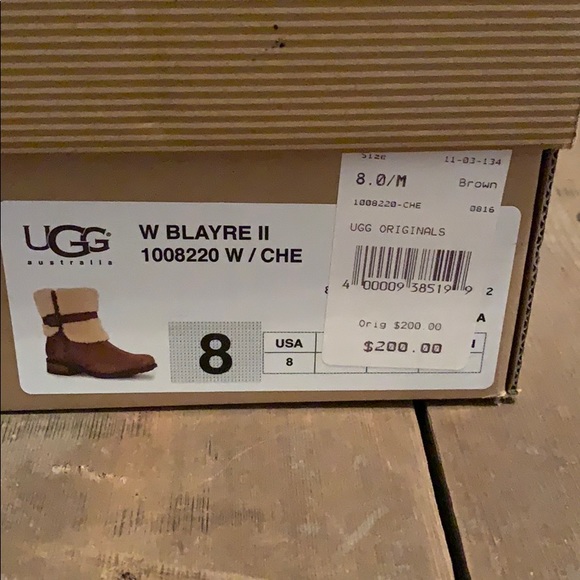 UGG®
australia
W BLAYRE II
1008220 W / CHE
8
USA
8
Size 11-03-134
8.0/M Brown
1008220-CHE 0816
UGG ORIGINALS
4 00009 38519 9
Orig $200.00
$200.00
2
A